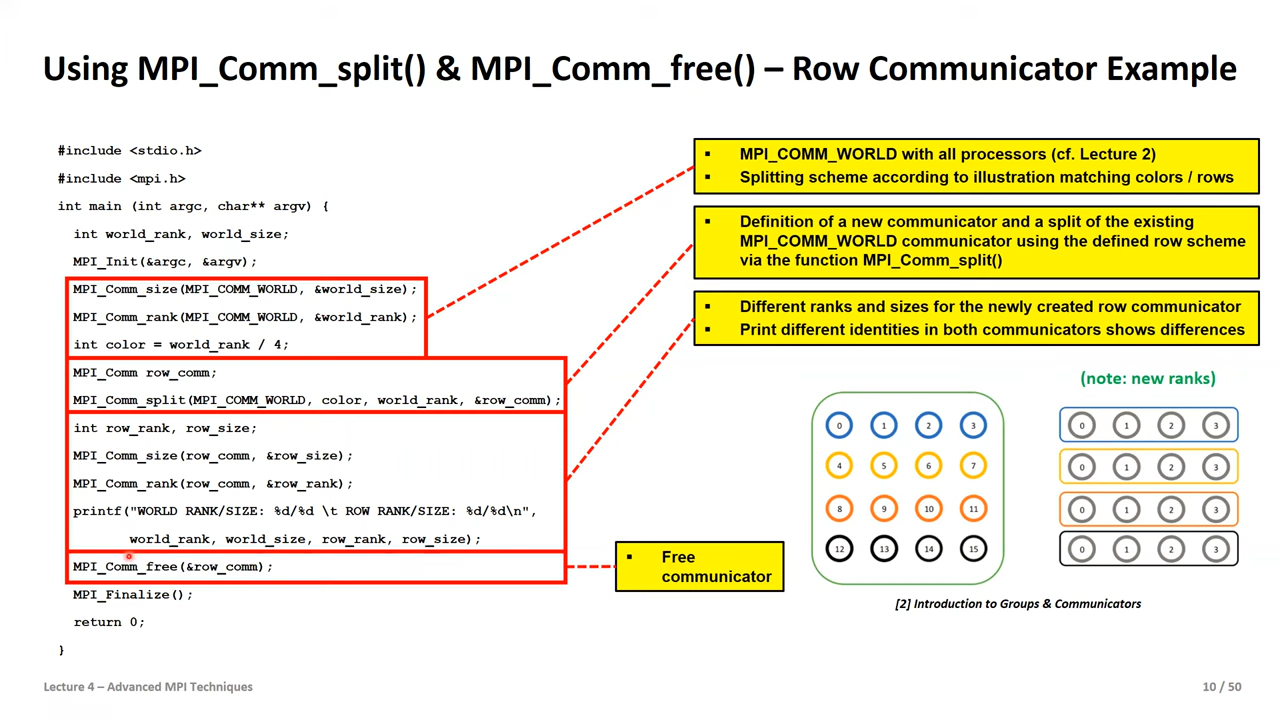 Using MPI_Comm_split() & MPI_Comm_free() – Row Communicator Example
#include <stdio.h>
#include <mpi.h>
int main (int argc, char** argv) {
int world_rank, world_size;
MPI_Init(&argc, &argv);
MPI_Comm_size(MPI_COMM_WORLD, &world_size);
MPI_Comm_rank(MPI_COMM_WORLD, &world_rank);
int color = world_rank / 4;
MPI_Comm row_comm;
MPI_Comm_split(MPI_COMM_WORLD, color, world_rank, &row_comm);
int row_rank, row_size;
MPI_Comm_size(row_comm, &row_size);
MPI_Comm_rank(row_comm, &row_rank);
printf("WORLD RANK/SIZE: %d/%d \t ROW RANK/SIZE: %d/%d\n",
world_rank, world_size, row_rank, row_size);
MPI_Comm_free(&row_comm);
MPI_Finalize();
return 0;
}
▪ MPI_COMM_WORLD with all processors (cf. Lecture 2)
▪ Splitting scheme according to illustration matching colors / rows
▪ Definition of a new communicator and a split of the existing
MPI_COMM_WORLD communicator using the defined row scheme
via the function MPI_Comm_split()
▪ Different ranks and sizes for the newly created row communicator
▪ Print different identities in both communicators shows differences
▪ Free
communicator
(note: new ranks)
0 1 2 3
4 5 6 7
8 9 10 11
12 13 14 15
0 1 2 3
0 1 2 3
0 1 2 3
0 1 2 3
[2] Introduction to Groups & Communicators
Lecture 4 – Advanced MPI Techniques
10 / 50